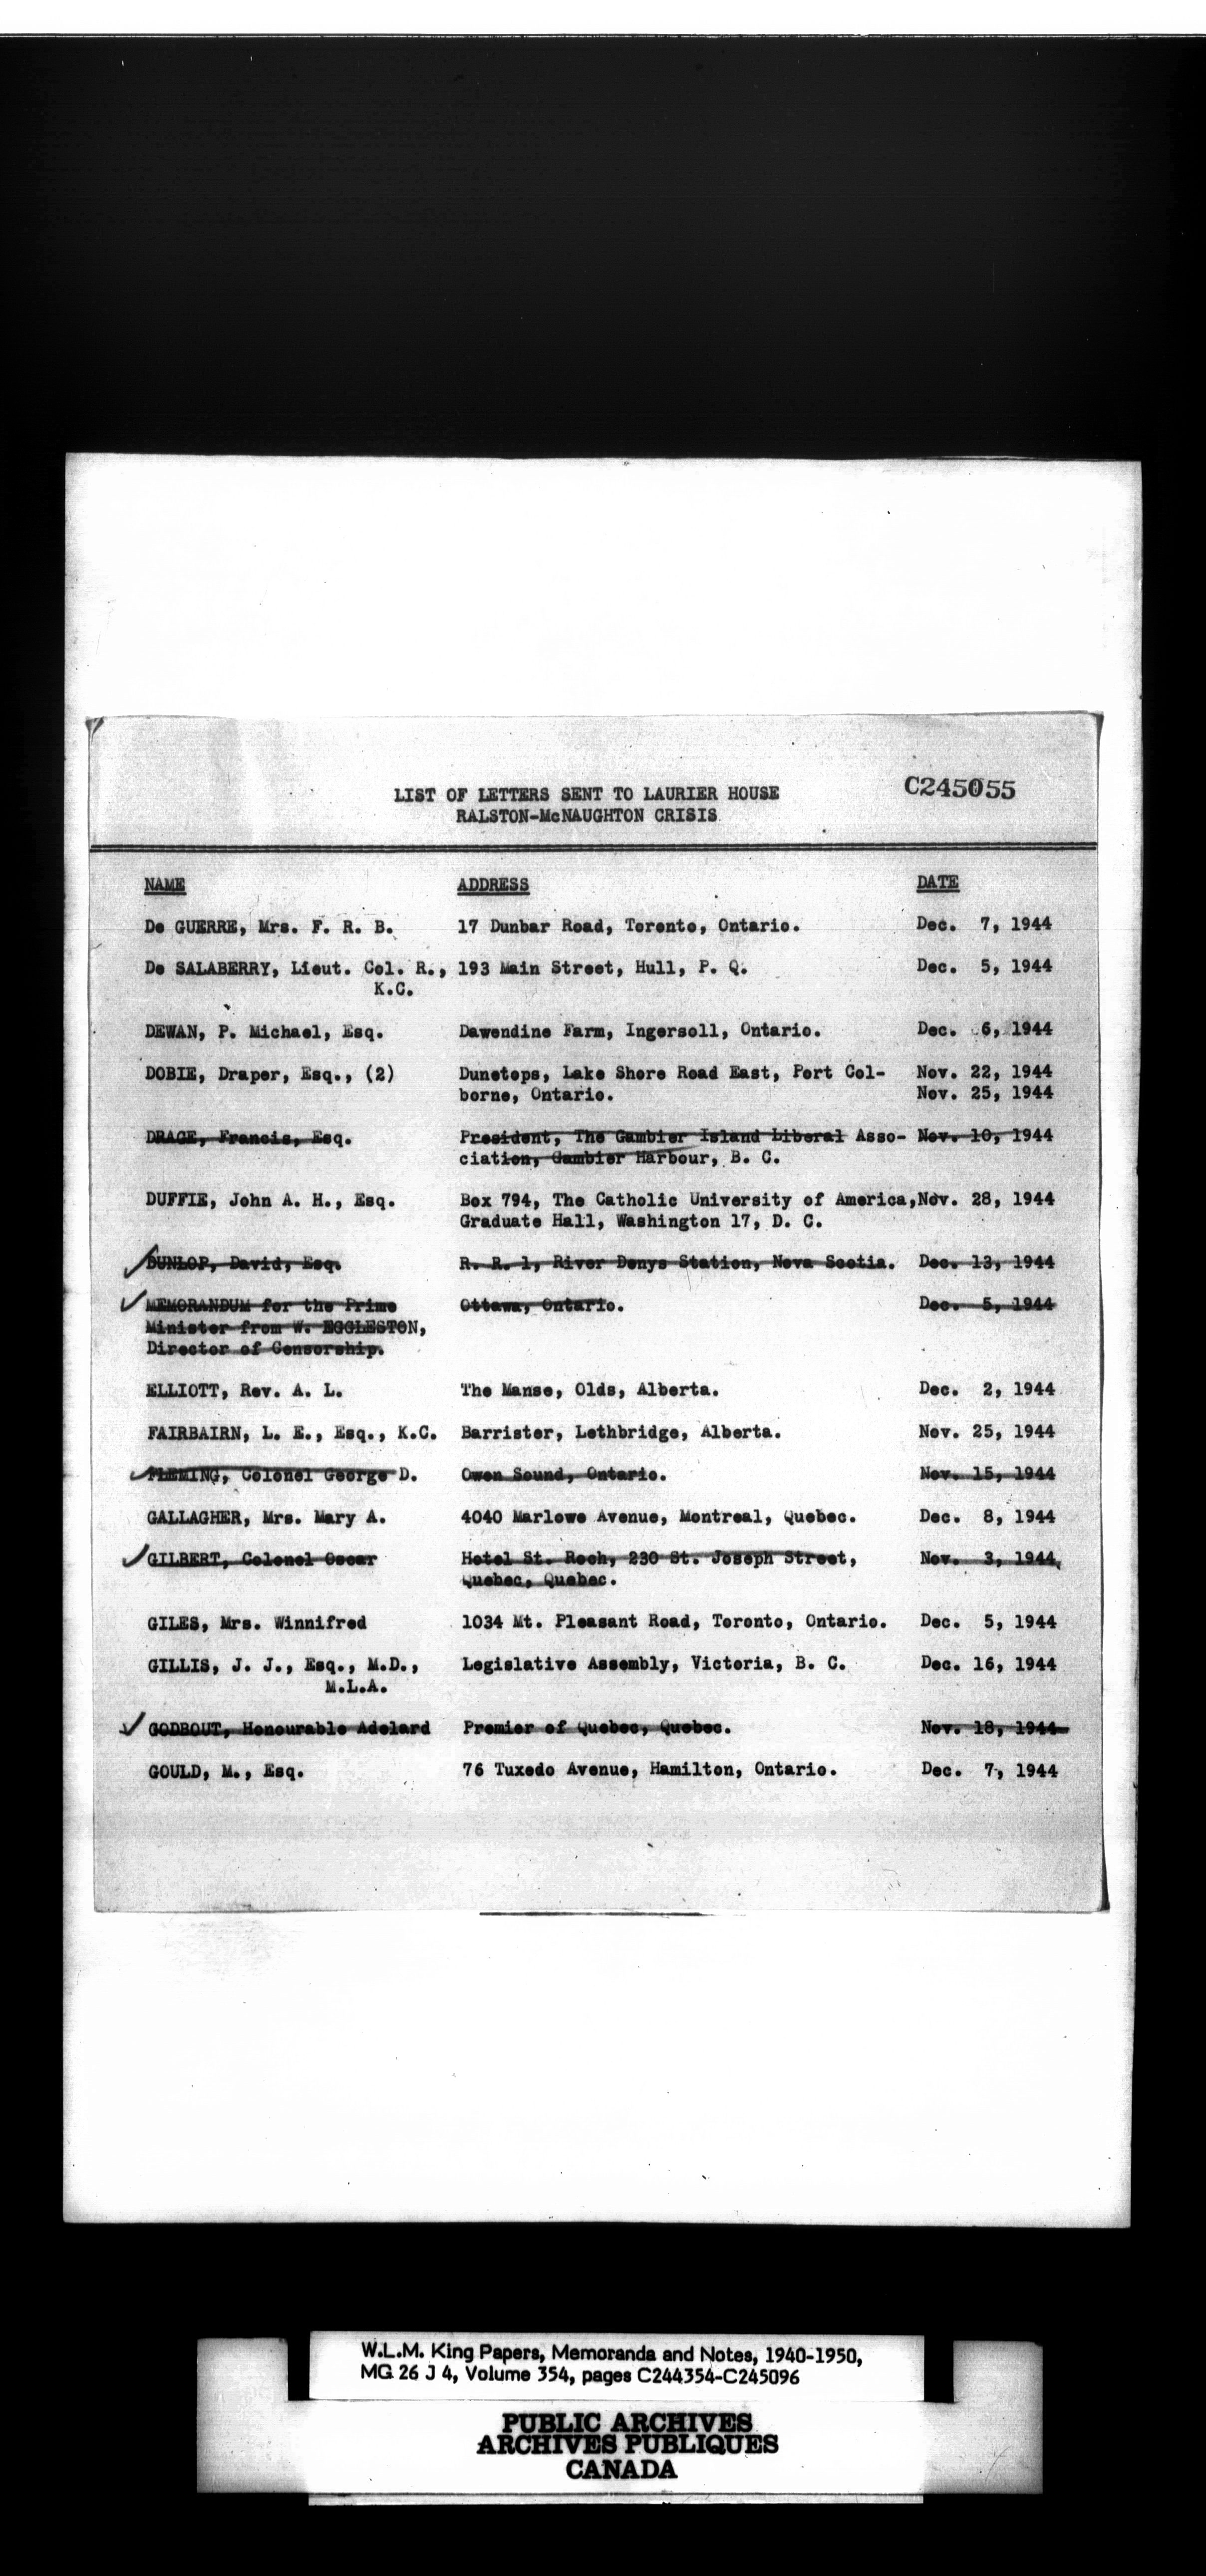 LIST OF LETTERS SENT TO LAURIER HOUSE C245055
RALSTON-McNAUGHTON CRISIS
NAME ADDRESS DATE
De GUERRE, Mrs. F. R. B. 17 Dunbar Road, Toronto, Ontario. Dec. 7, 1944
De SALABERRY, Lieut. Col. R., 193 Main Street, Hull, P. Q. Dec. 5, 1944
K.C.
DEWAN, P. Michael, Esq. Dawendine Farm, Ingersoll, Ontario. Dec. 6, 1944
DOBIE, Draper, Esq., (2) Dunetops, Lake Shore Road East, Port Col- Nov. 22, 1944
borne, Ontario. Nov. 25, 1944
DRAGE, Francis, Esq. President, The Gambier Island Liberal Asso- Nov. 10, 1944
ciation, Gambier Harbour, B. C.
DUFFIE, John A. H., Esq. Box 794, The Catholic University of America, Nov. 28, 1944
Graduate Hall, Washington 17, D. C.
DUNLOP, David, Esq. R. R. 1, River Denys Station, Nova Scotia. Dec. 13, 1944
MEMORANDUM for the Prime Ottawa, Ontario. Dec. 5, 1944
Minister from W. EGGLESTON,
Director of Censorship.
ELLIOTT, Rev. A. L. The Manse, Olds, Alberta. Dec. 2, 1944
FAIRBAIRN, L. E., Esq., K.C. Barrister, Lethbridge, Alberta. Nov. 25, 1944
FLEMING, Colonel George D. Owen Sound, Ontario. Nov. 15, 1944
GALLAGHER, Mrs. Mary A. 4040 Marlowe Avenue, Montreal, Quebec. Dec. 8, 1944
GILBERT, Colonel Oscar Hotel St. Roch, 230 St. Joseph Street, Nov. 3, 1944
Quebec, Quebec.
GILES, Mrs. Winnifred 1034 Mt. Pleasant Road, Toronto, Ontario. Dec. 5, 1944
GILLIS, J. J., Esq., M.D., Legislative Assembly, Victoria, B. C. Dec. 16, 1944
M.L.A.
GODBOUT, Honourable Adelard Premier of Quebec, Quebec. Nov. 18, 1944
GOULD, M., Esq. 76 Tuxedo Avenue, Hamilton, Ontario. Dec. 7, 1944
W.L.M. King Papers, Memoranda and Notes, 1940-1950,
MG 26 J 4, Volume 354, pages C244354-C245096
PUBLIC ARCHIVES
ARCHIVES PUBLIQUES
CANADA